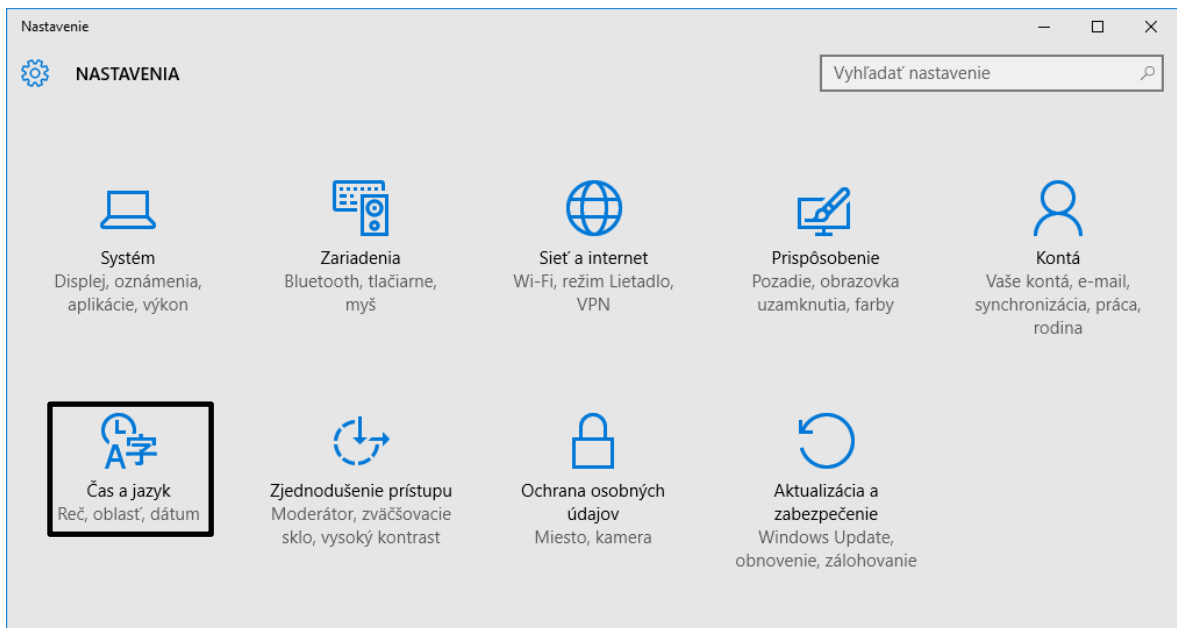 Nastavenie
NASTAVENIA
Vyhľadať nastavenie
Systém
Displej, oznámenia,
aplikácie, výkon
Zariadenia
Bluetooth, tlačiarne,
myš
Sieť a internet
Wi-Fi, režim Lietadlo,
VPN
Prispôsobenie
Pozadie, obrazovka
uzamknutia, farby
Kontá
Vaše kontá, e-mail,
synchronizácia, práca,
rodina
A字
Čas a jazyk
Reč, oblasť, dátum
Zjednodušenie prístupu
Moderátor, zväčšovacie
sklo, vysoký kontrast
Ochrana osobných
údajov
Miesto, kamera
Aktualizácia a
zabezpečenie
Windows Update,
obnovenie, zálohovanie